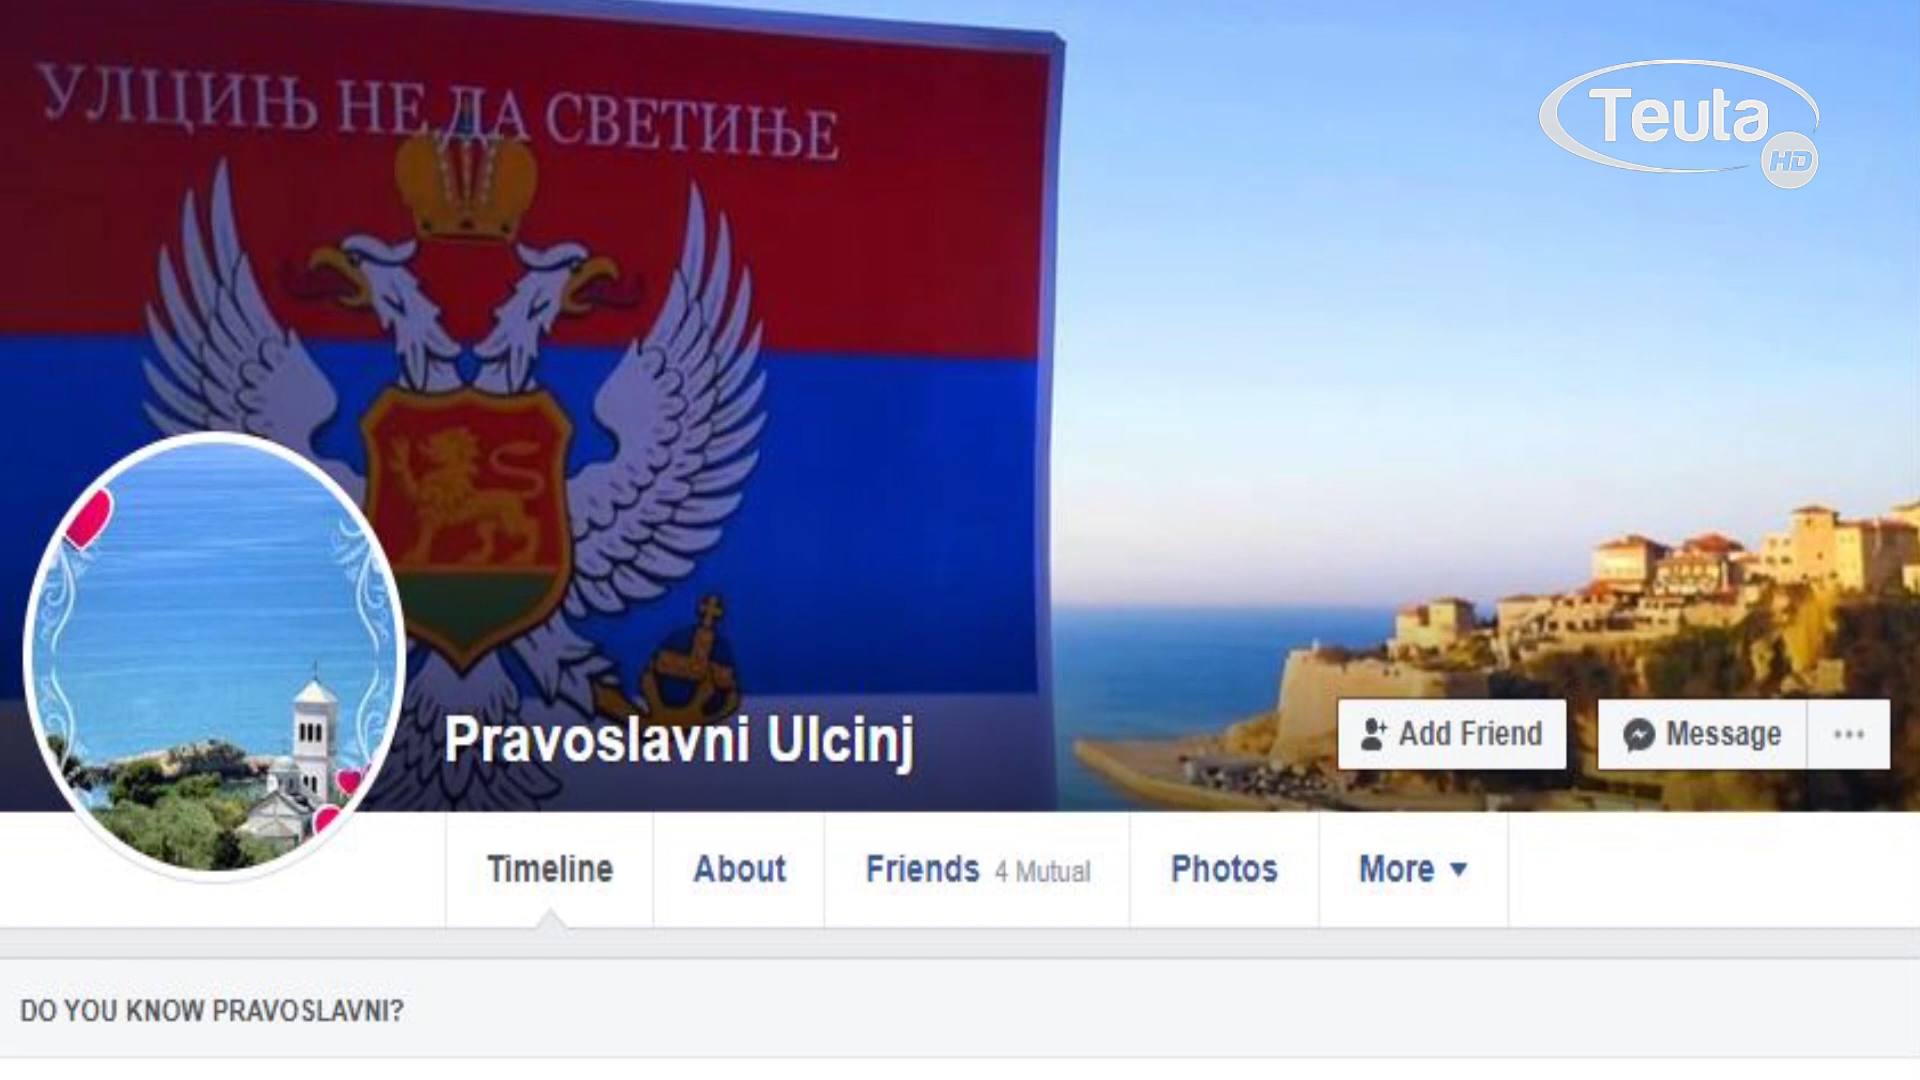 УЛЦИЊ НЕ ДА СВЕТИЊЕ
Teuta
HD
Pravoslavni Ulcinj
Add Friend
Message
Timeline
About
Friends 4 Mutual
Photos
More
DO YOU KNOW PRAVOSLAVNI?